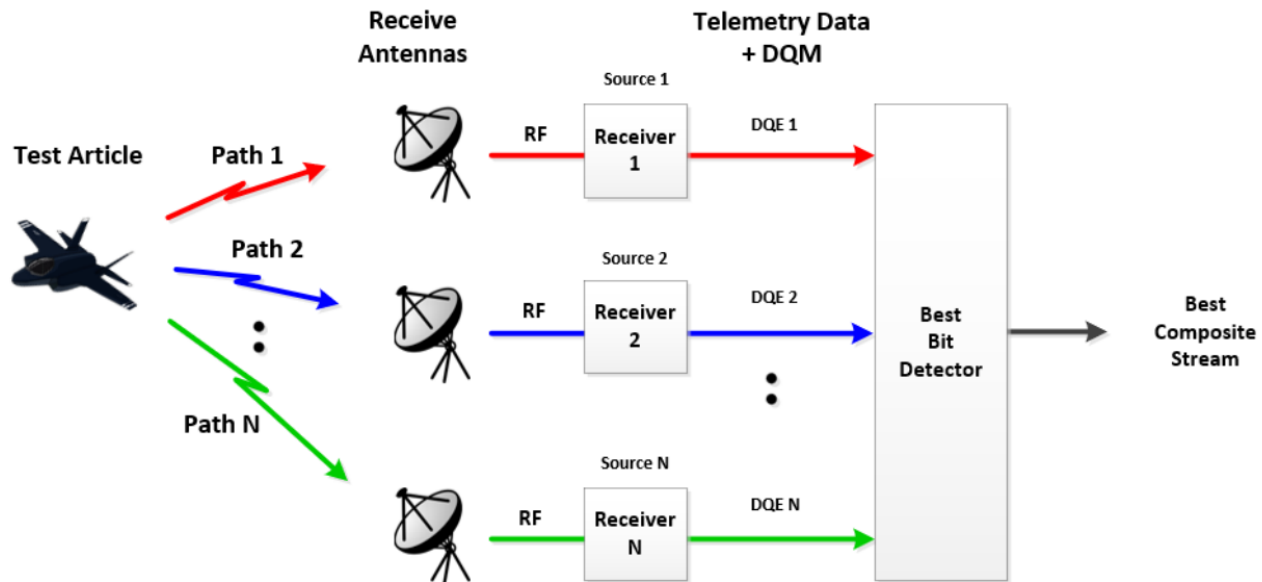 Receive
Antennas
Telemetry Data
+ DQM
Test Article
Path 1
RF
Source 1
Receiver
1
DQE 1
Path 2
RF
Source 2
Receiver
2
DQE 2
Best
Bit
Detector
Best
Composite
Stream
Path N
RF
Source N
Receiver
N
DQE N